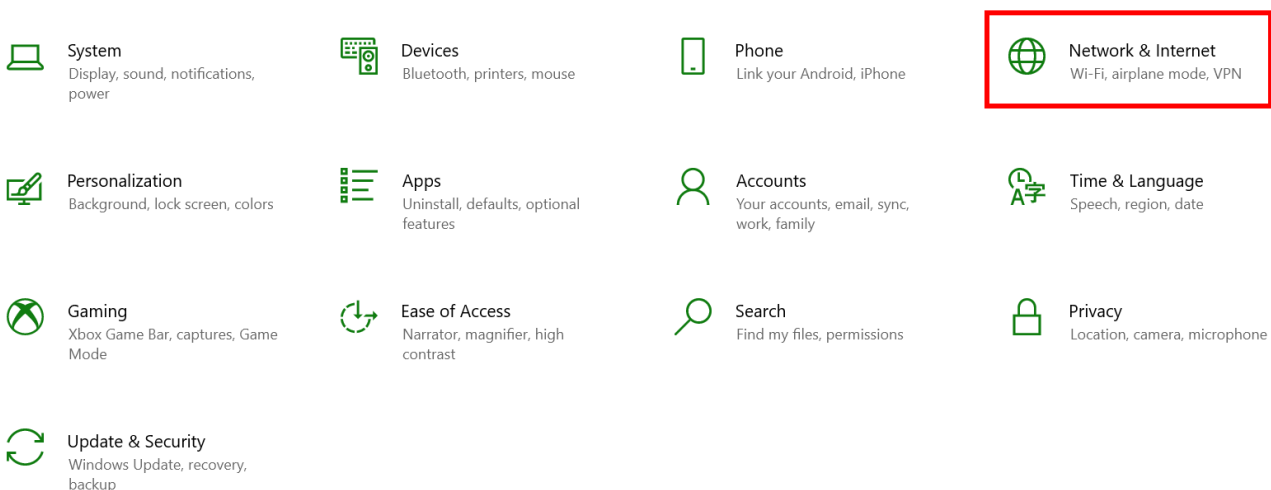 System
Display, sound, notifications,
power
Devices
Bluetooth, printers, mouse
Phone
Link your Android, iPhone
Network & Internet
Wi-Fi, airplane mode, VPN
Personalization
Background, lock screen, colors
Apps
Uninstall, defaults, optional
features
Accounts
Your accounts, email, sync,
work, family
Time & Language
Speech, region, date
Gaming
Xbox Game Bar, captures, Game
Mode
Ease of Access
Narrator, magnifier, high
contrast
Search
Find my files, permissions
Privacy
Location, camera, microphone
Update & Security
Windows Update, recovery,
backup